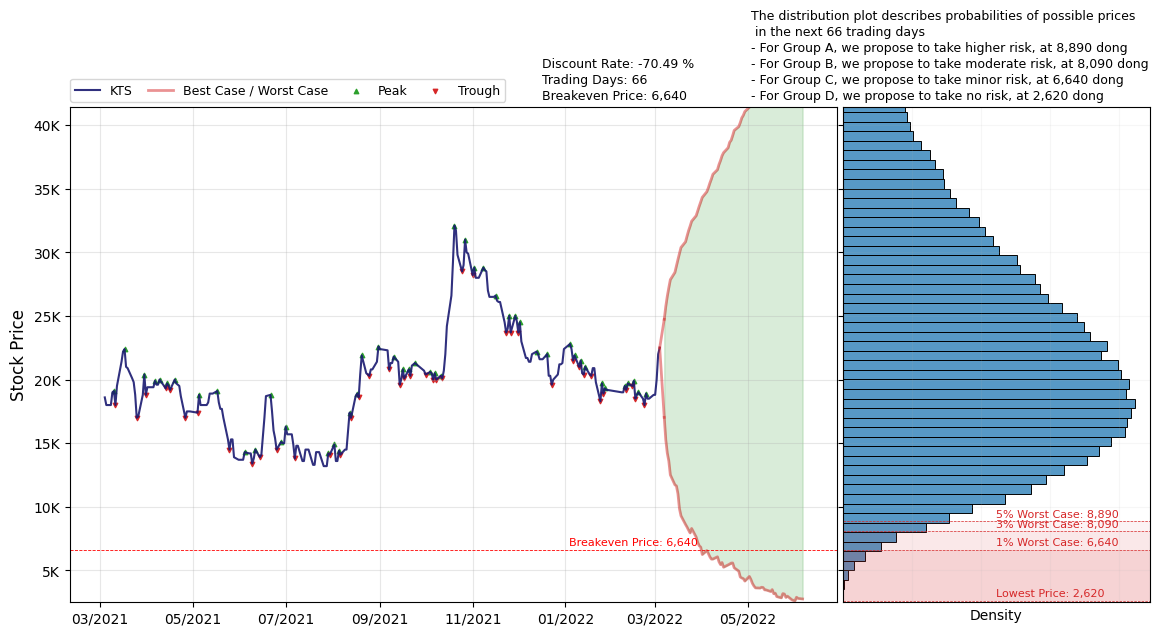 The distribution plot describes probabilities of possible prices
in the next 66 trading days
- For Group A, we propose to take higher risk, at 8,890 dong
- For Group B, we propose to take moderate risk, at 8,090 dong
- For Group C, we propose to take minor risk, at 6,640 dong
- For Group D, we propose to take no risk, at 2,620 dong
Discount Rate: -70.49 %
Trading Days: 66
Breakeven Price: 6,640
KTS
Best Case / Worst Case
Peak
Trough
Stock Price
40K
35K
30K
25K
20K
15K
10K
5K
Breakeven Price: 6,640
03/2021
05/2021
07/2021
09/2021
11/2021
01/2022
03/2022
05/2022
5% Worst Case: 8,890
3% Worst Case: 8,090
1% Worst Case: 6,640
Lowest Price: 2,620
Density